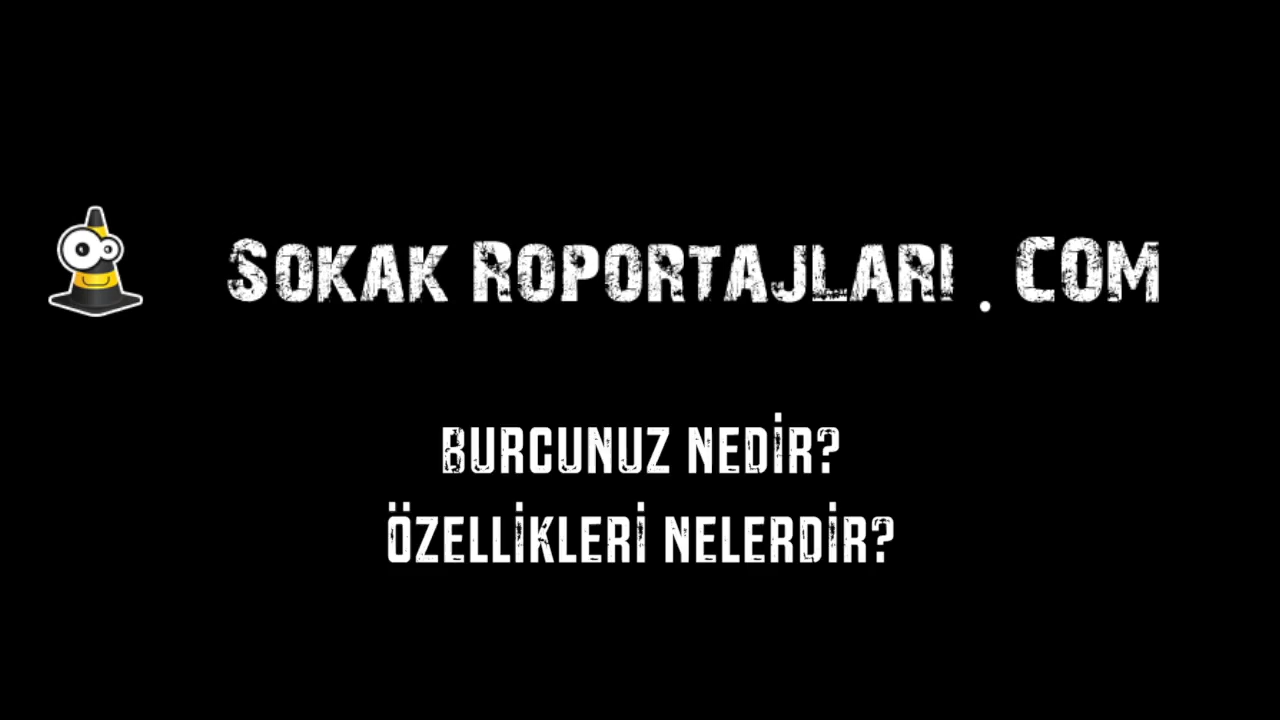 SOKAK ROPORTAJLARI . COM
BURCUNUZ NEDİR?
ÖZELLİKLERİ NELERDİR?